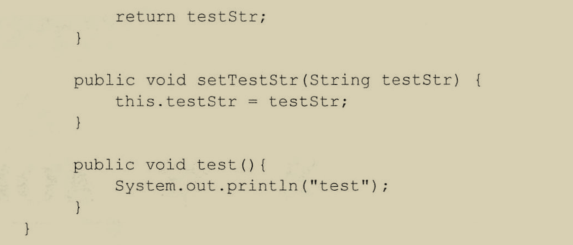 return testStr;
}
public void setTestStr(String testStr) {
this.testStr = testStr;
}
public void test(){
System.out.println("test");
}
}